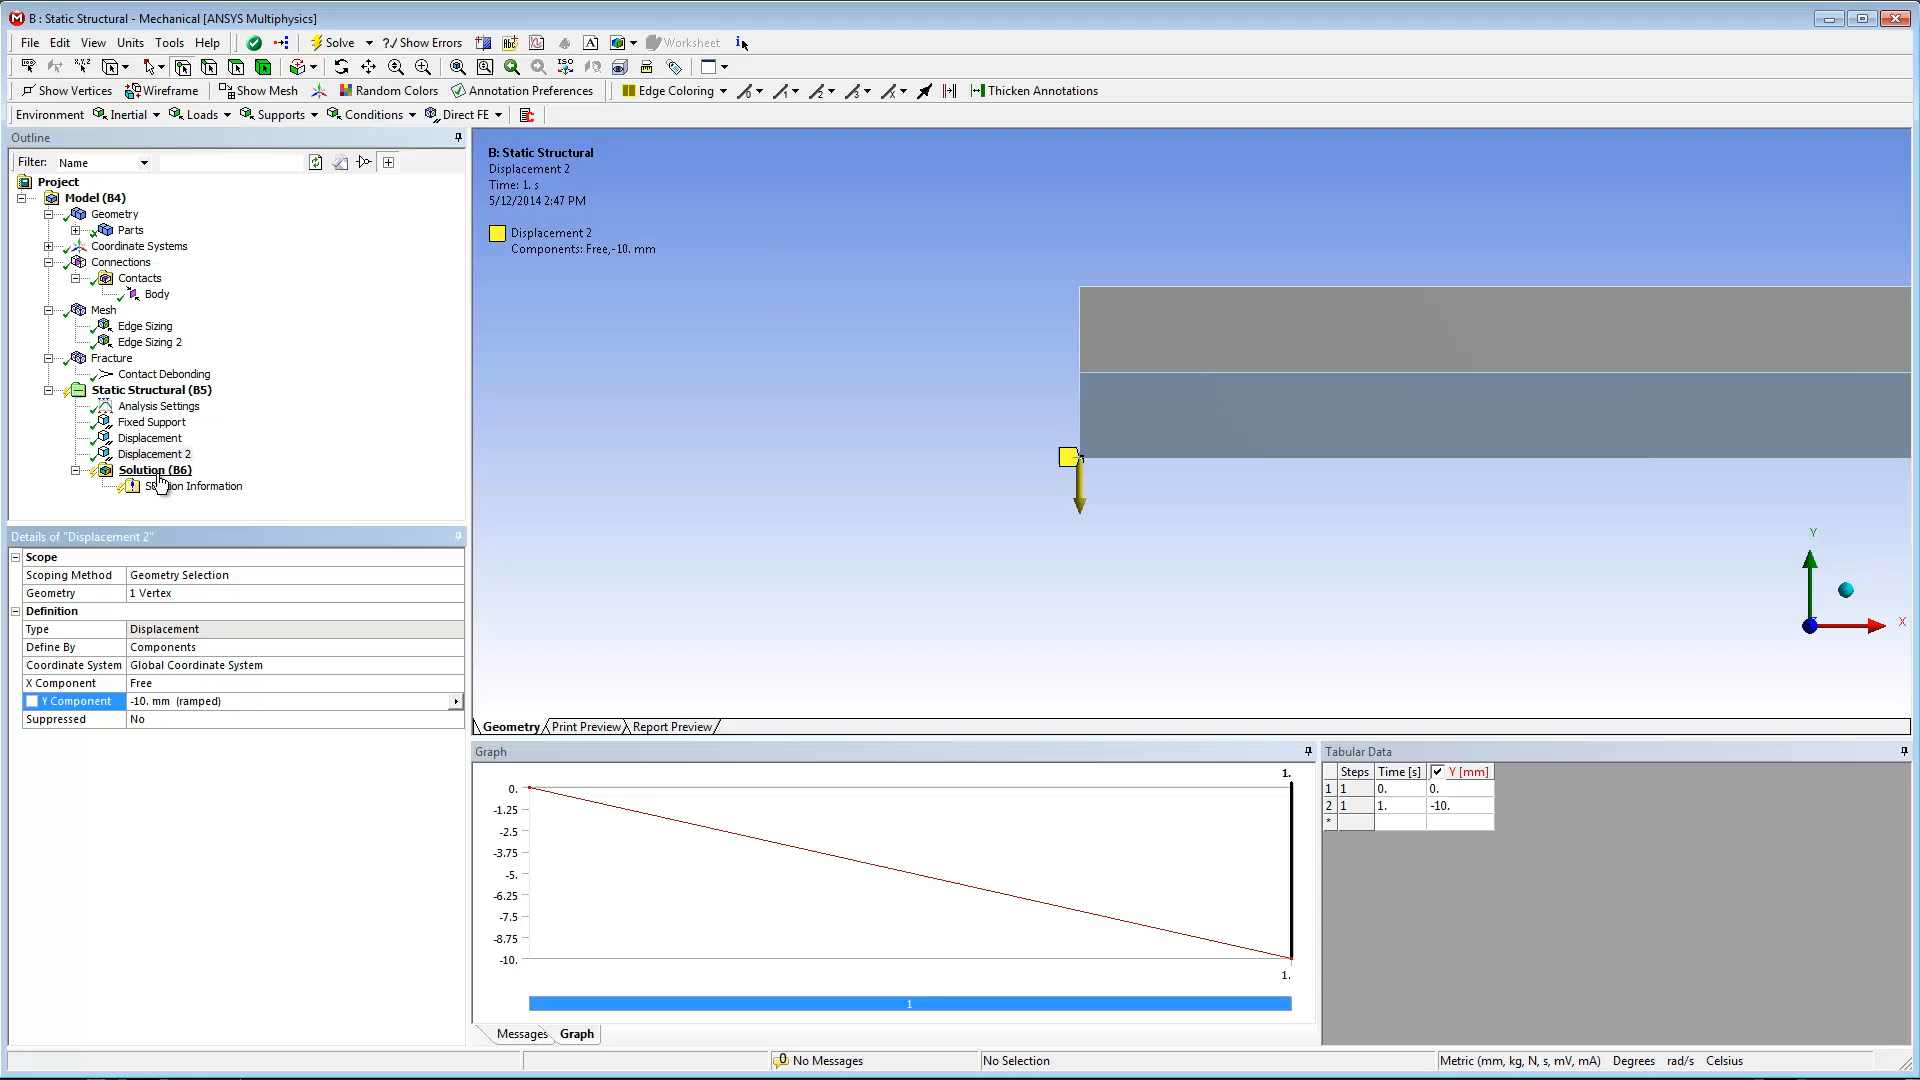 B : Static Structural - Mechanical [ANSYS Multiphysics]
File Edit View Units Tools Help Solve ?/ Show Errors Worksheet
Show Vertices Wireframe Show Mesh Random Colors Annotation Preferences Edge Coloring Thicken Annotations
Environment Inertial Loads Supports Conditions Direct FE
Outline
Filter: Name
Project
Model (B4)
Geometry
Parts
Coordinate Systems
Connections
Contacts
Body
Mesh
Edge Sizing
Edge Sizing 2
Fracture
Contact Debonding
Static Structural (B5)
Analysis Settings
Fixed Support
Displacement
Displacement 2
Solution (B6)
Solution Information
Details of "Displacement 2"
Scope
Scoping Method Geometry Selection
Geometry 1 Vertex
Definition
Type Displacement
Define By Components
Coordinate System Global Coordinate System
X Component Free
Y Component -10. mm (ramped)
Suppressed No
B: Static Structural
Displacement 2
Time: 1. s
5/12/2014 2:47 PM
Displacement 2
Components: Free,-10. mm
Y
X
Geometry Print Preview Report Preview
Graph
1.
0.
-1.25
-2.5
-3.75
-5.
-6.25
-7.5
-8.75
-10.
1.
1
Messages Graph
Tabular Data
Steps Time [s] Y [mm]
1 1 0. 0.
2 1 1. -10.
*
0 No Messages No Selection Metric (mm, kg, N, s, mV, mA) Degrees rad/s Celsius